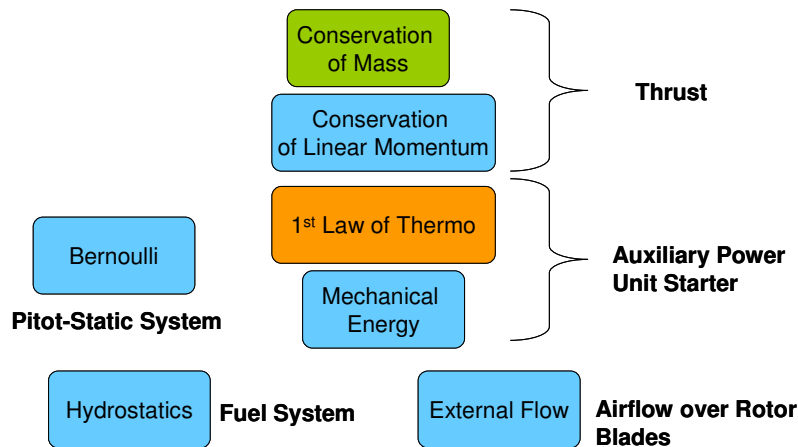 Conservation
of Mass
Conservation
of Linear Momentum
Thrust
1st Law of Thermo
Bernoulli
Pitot-Static System
Mechanical
Energy
Auxiliary Power
Unit Starter
Hydrostatics
Fuel System
External Flow
Airflow over Rotor
Blades